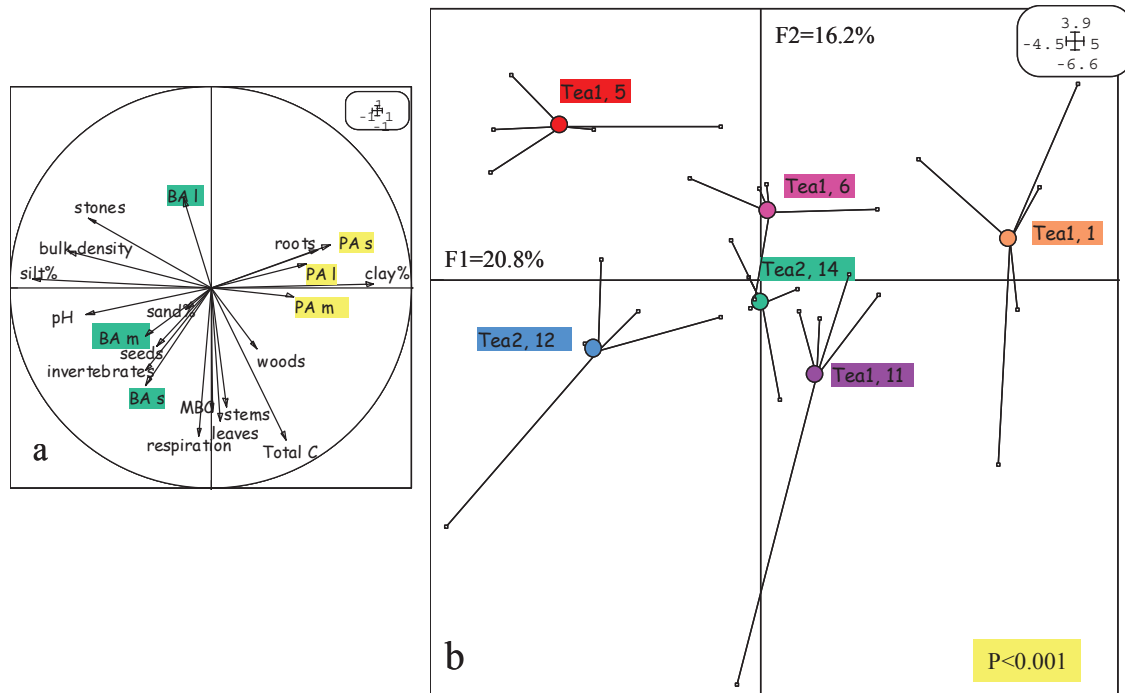 1
-1 1
-1
BA l
stones
roots
PA s
bulk density
PA l
silt%
clay%
PA m
sand%
pH
BA m
seeds
woods
invertebrates
BA s
MBC
stems
leaves
respiration
Total C
a
F2=16.2%
3.9
-4.5 5
-6.6
Tea1, 5
Tea1, 6
Tea1, 1
F1=20.8%
Tea2, 14
Tea2, 12
Tea1, 11
b
P<0.001